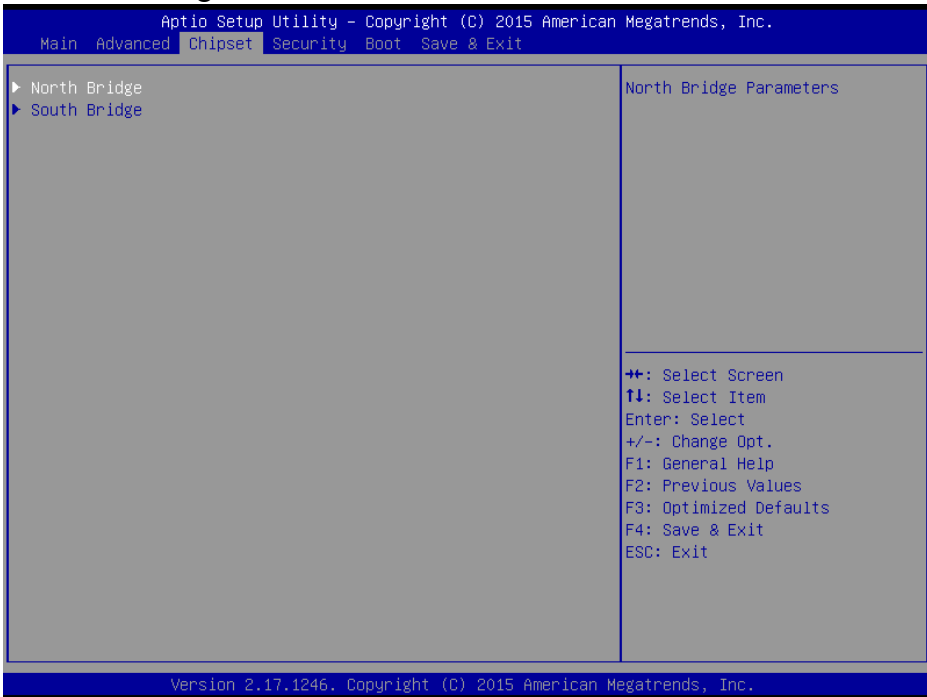 Aptio Setup Utility – Copyright (C) 2015 American Megatrends, Inc.
Main Advanced Chipset Security Boot Save & Exit
▶ North Bridge
▶ South Bridge
North Bridge Parameters
→←: Select Screen
↑↓: Select Item
Enter: Select
+/-: Change Opt.
F1: General Help
F2: Previous Values
F3: Optimized Defaults
F4: Save & Exit
ESC: Exit
Version 2.17.1246. Copyright (C) 2015 American Megatrends, Inc.